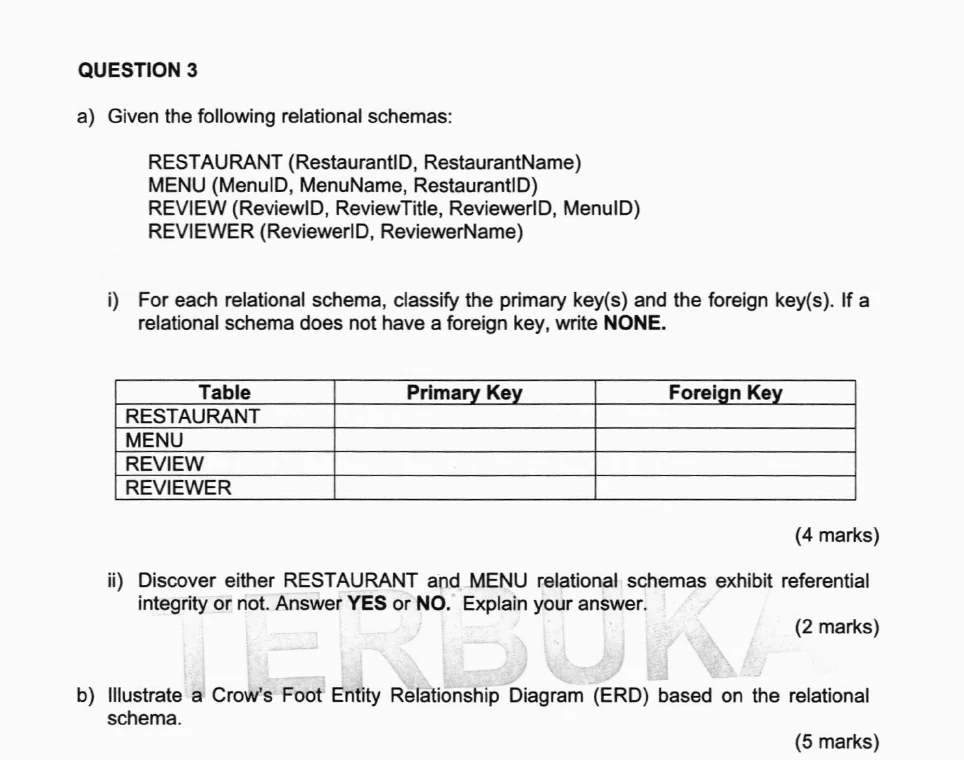 QUESTION 3
a) Given the following relational schemas:
RESTAURANT (RestaurantID, RestaurantName)
MENU (MenuID, MenuName, RestaurantID)
REVIEW (ReviewID, ReviewTitle, ReviewerID, MenuID)
REVIEWER (ReviewerID, ReviewerName)
i) For each relational schema, classify the primary key(s) and the foreign key(s). If a
relational schema does not have a foreign key, write NONE.
Table Primary Key Foreign Key
RESTAURANT
MENU
REVIEW
REVIEWER
(4 marks)
ii) Discover either RESTAURANT and MENU relational schemas exhibit referential
integrity or not. Answer YES or NO. Explain your answer.
(2 marks)
TERBUKA
b) Illustrate a Crow's Foot Entity Relationship Diagram (ERD) based on the relational
schema.
(5 marks)